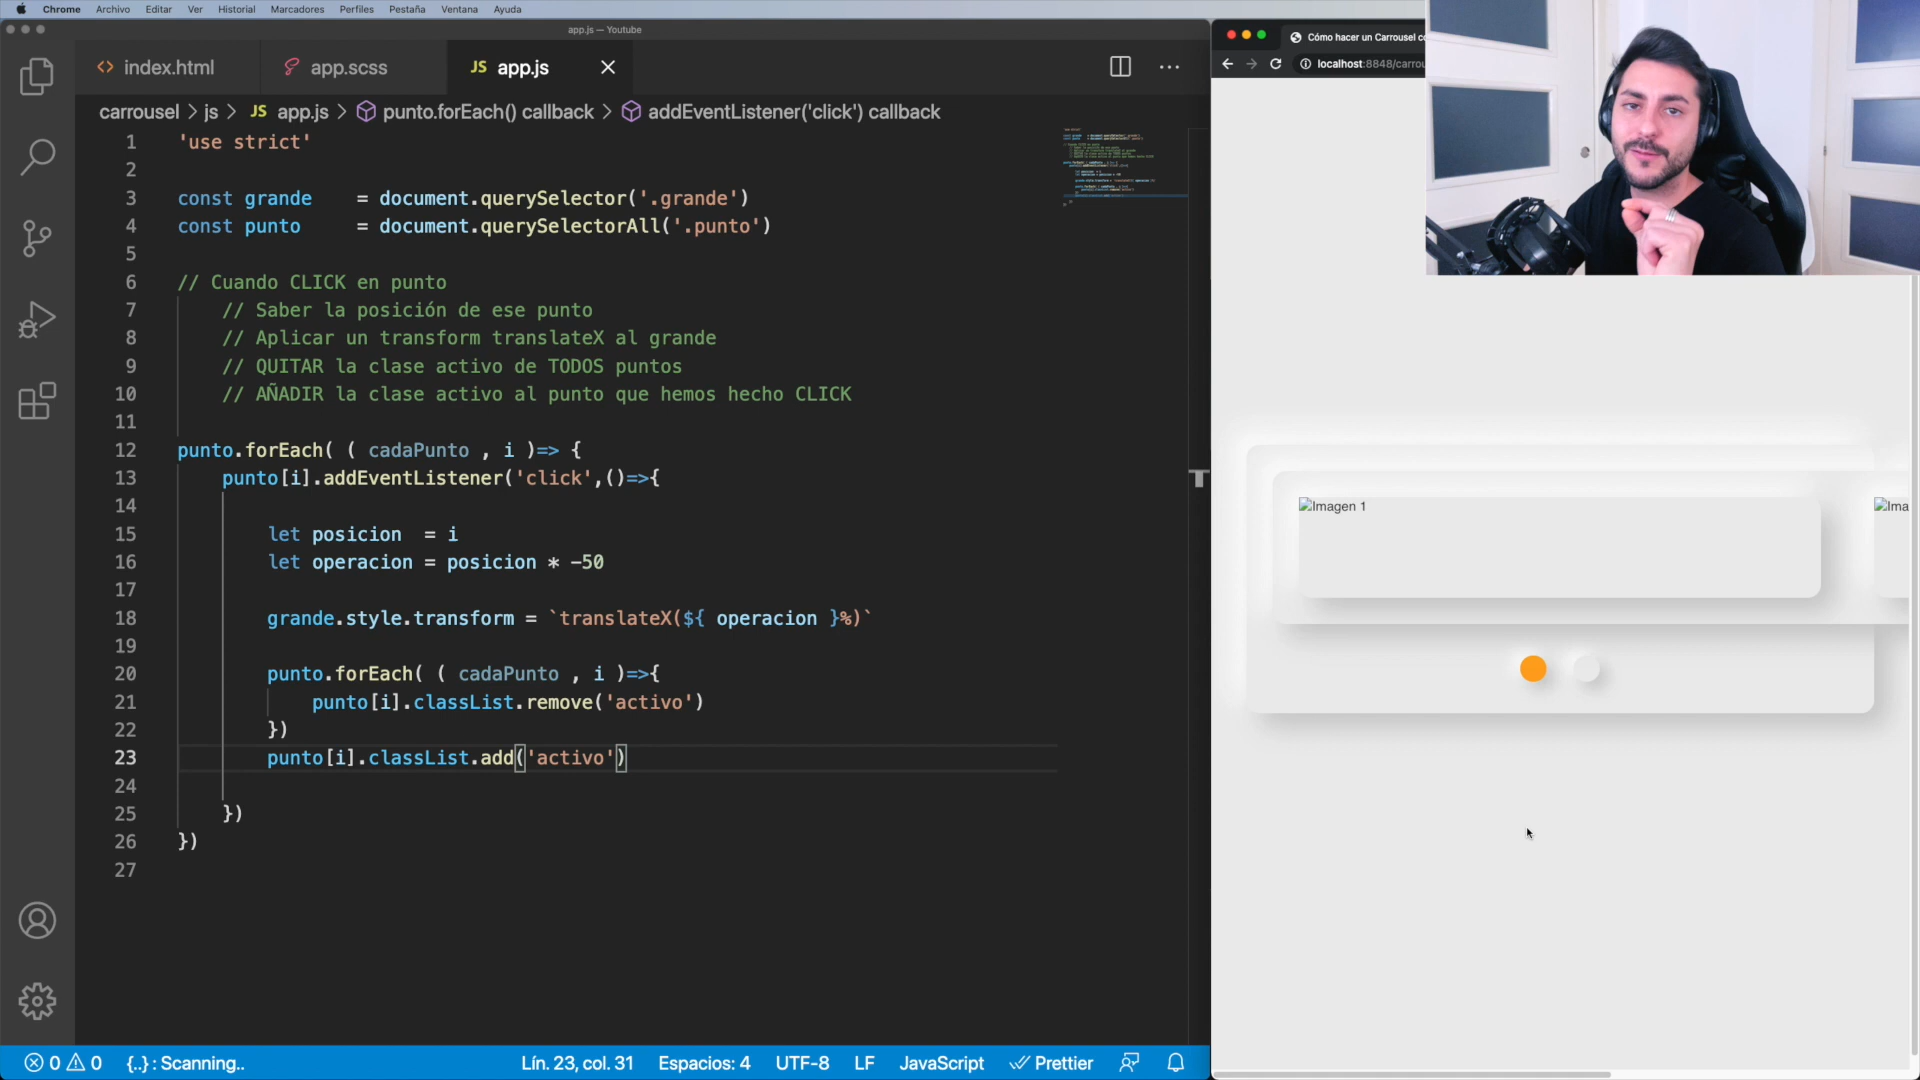 Chrome Archivo Editar Ver Historial Marcadores Perfiles Pestaña Ventana Ayuda
app.js — Youtube
index.html
app.scss
JS app.js
carrousel > js > JS app.js > punto.forEach() callback > addEventListener('click') callback
1 'use strict'
2
3 const grande = document.querySelector('.grande')
4 const punto = document.querySelectorAll('.punto')
5
6 // Cuando CLICK en punto
7 // Saber la posición de ese punto
8 // Aplicar un transform translateX al grande
9 // QUITAR la clase activo de TODOS puntos
10 // AÑADIR la clase activo al punto que hemos hecho CLICK
11
12 punto.forEach( ( cadaPunto , i )=> {
13 punto[i].addEventListener('click',()=>{
14
15 let posicion = i
16 let operacion = posicion * -50
17
18 grande.style.transform = `translateX(${ operacion }%)`
19
20 punto.forEach( ( cadaPunto , i )=>{
21 punto[i].classList.remove('activo')
22 })
23 punto[i].classList.add('activo')
24
25 })
26 })
27
0 0 {..} : Scanning.. Lín. 23, col. 31 Espacios: 4 UTF-8 LF JavaScript Prettier
Cómo hacer un Carrousel co
localhost:8848/carrou
Imagen 1
Ima